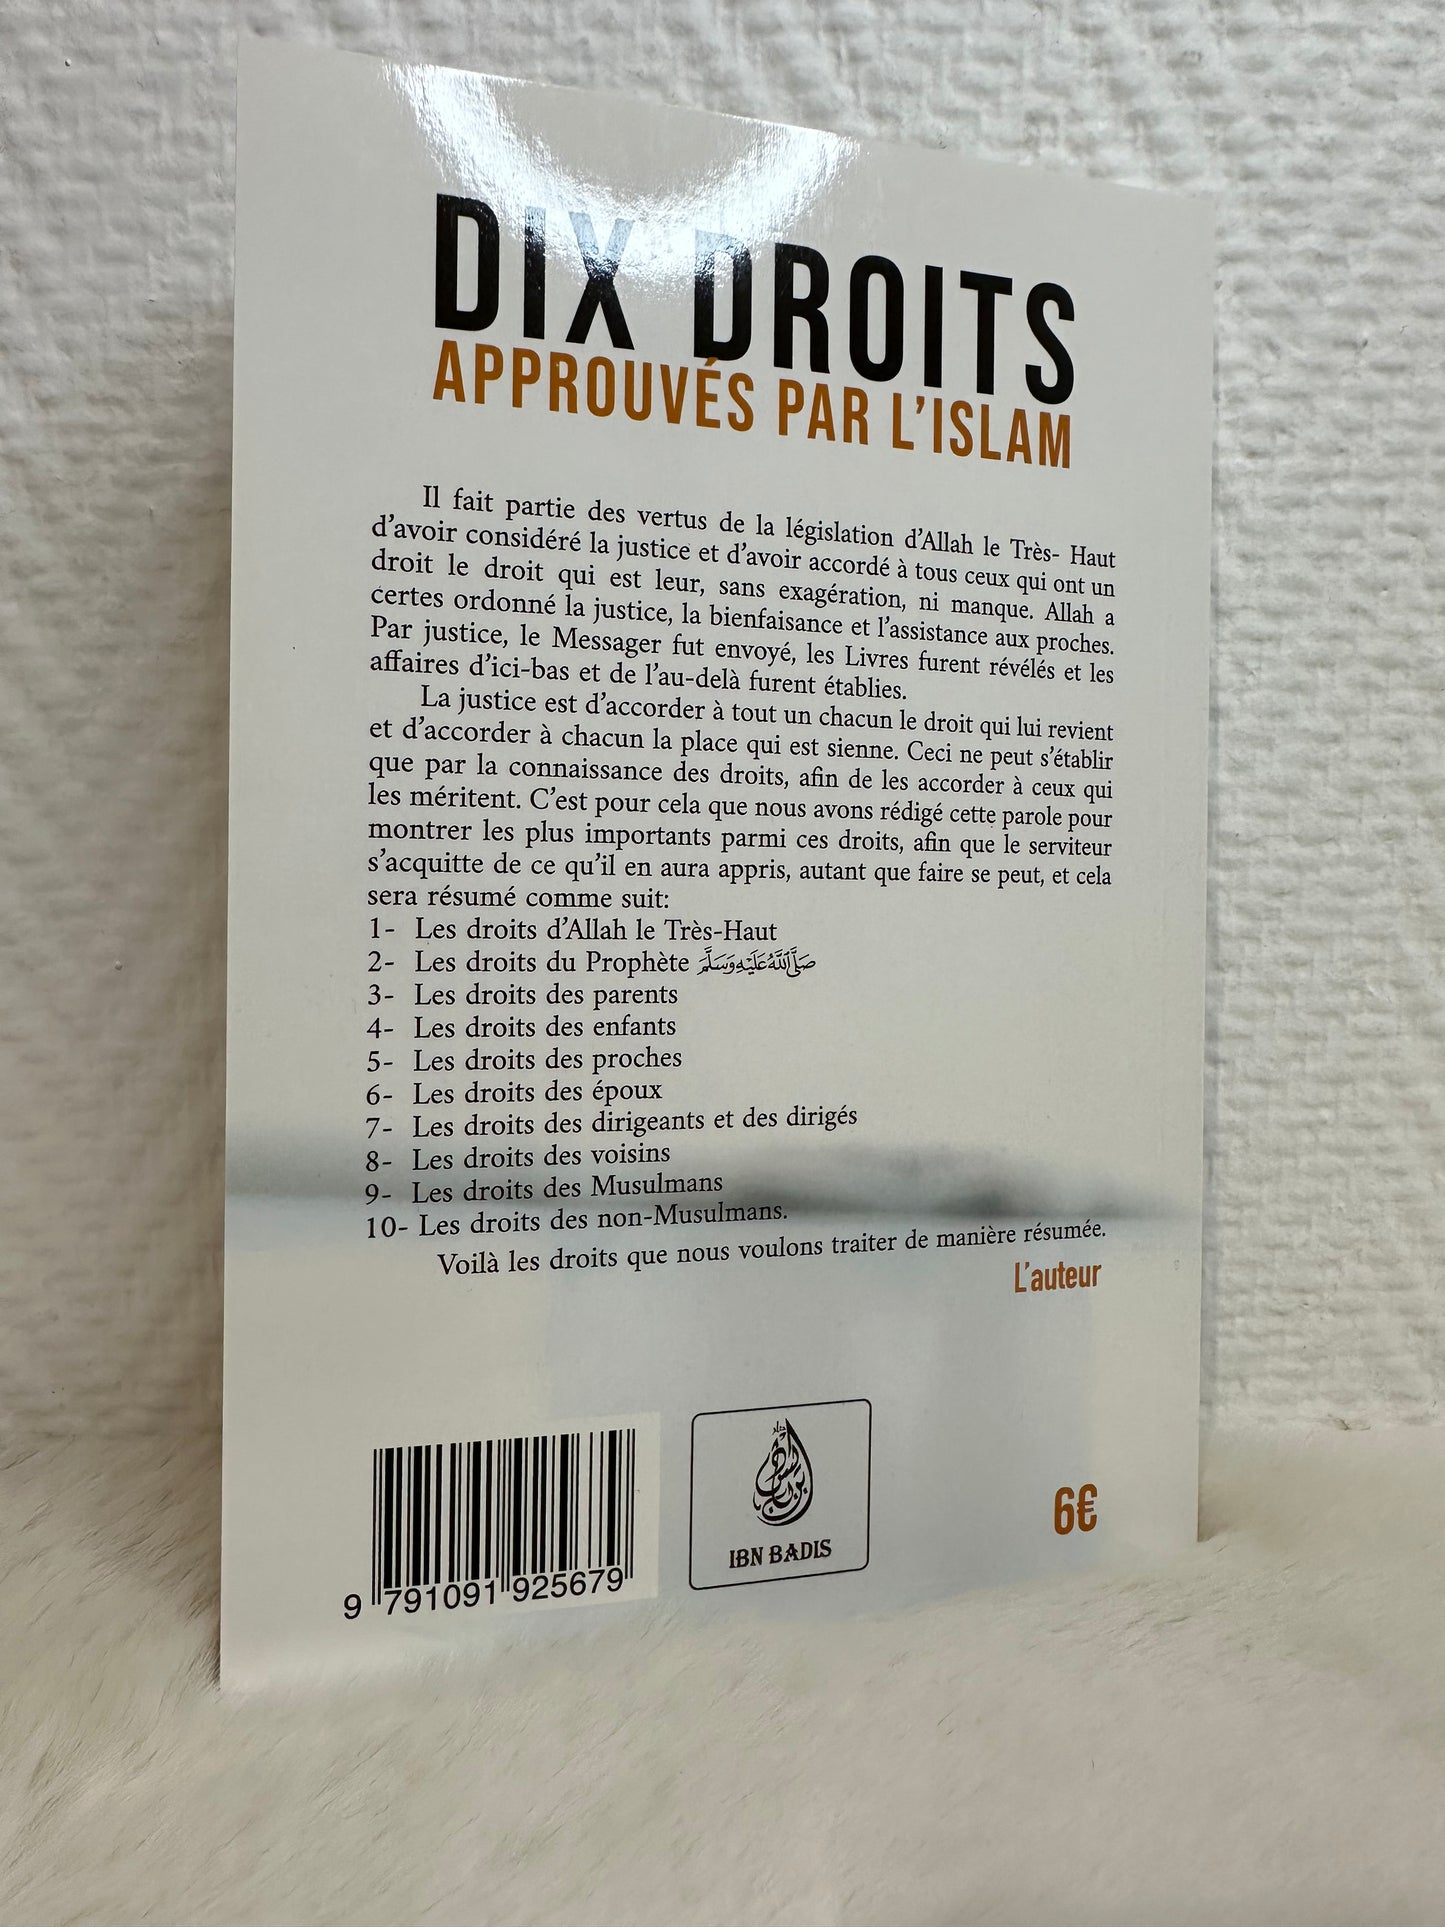 DIX DROITS
APPROUVÉS PAR L'ISLAM
Il fait partie des vertus de la législation d'Allah le Très- Haut
d'avoir considéré la justice et d'avoir accordé à tous ceux qui ont un
droit le droit qui est leur, sans exagération, ni manque. Allah a
certes ordonné la justice, la bienfaisance et l'assistance aux proches.
Par justice, le Messager fut envoyé, les Livres furent révélés et les
affaires d'ici-bas et de l'au-delà furent établies.
La justice est d'accorder à tout un chacun le droit qui lui revient
et d'accorder à chacun la place qui est sienne. Ceci ne peut s'établir
que par la connaissance des droits, afin de les accorder à ceux qui
les méritent. C'est pour cela que nous avons rédigé cette parole pour
montrer les plus importants parmi ces droits, afin que le serviteur
s'acquitte de ce qu'il en aura appris, autant que faire se peut, et cela
sera résumé comme suit:
1- Les droits d'Allah le Très-Haut
2- Les droits du Prophète صَلَّى اللَّهُ عَلَيْهِ وَسَلَّمَ
3- Les droits des parents
4- Les droits des enfants
5- Les droits des proches
6- Les droits des époux
7- Les droits des dirigeants et des dirigés
8- Les droits des voisins
9- Les droits des Musulmans
10- Les droits des non-Musulmans.
Voilà les droits que nous voulons traiter de manière résumée.
L'auteur
IBN BADIS
6€
9 791091 925679